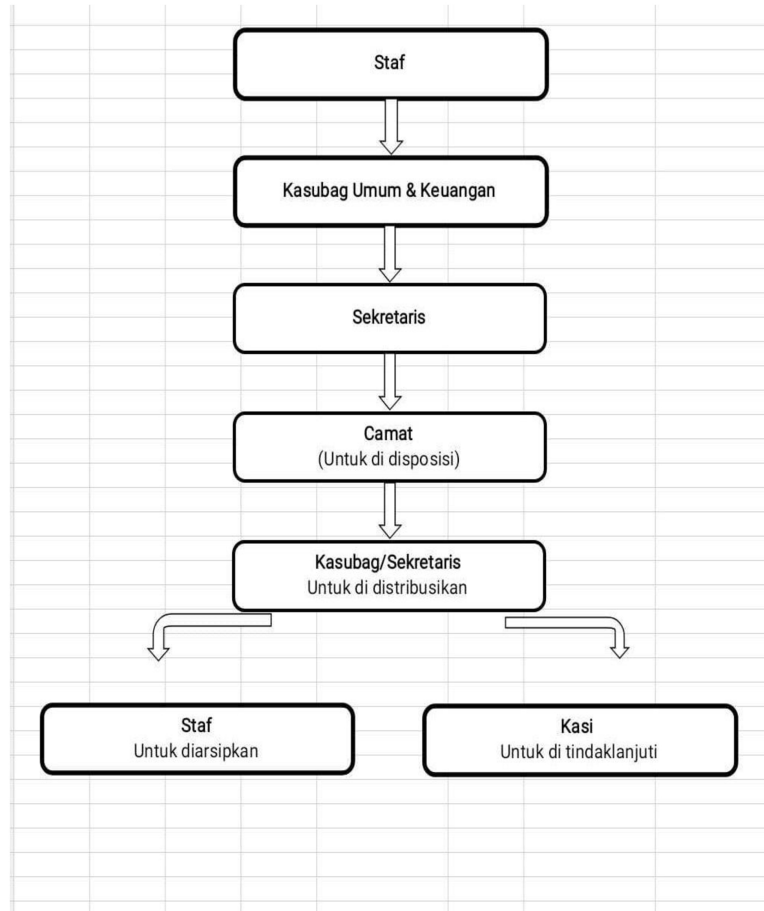 Staf
Kasubag Umum & Keuangan
Sekretaris
Camat
(Untuk di disposisi)
Kasubag/Sekretaris
Untuk di distribusikan
Staf
Untuk diarsipkan
Kasi
Untuk di tindaklanjuti